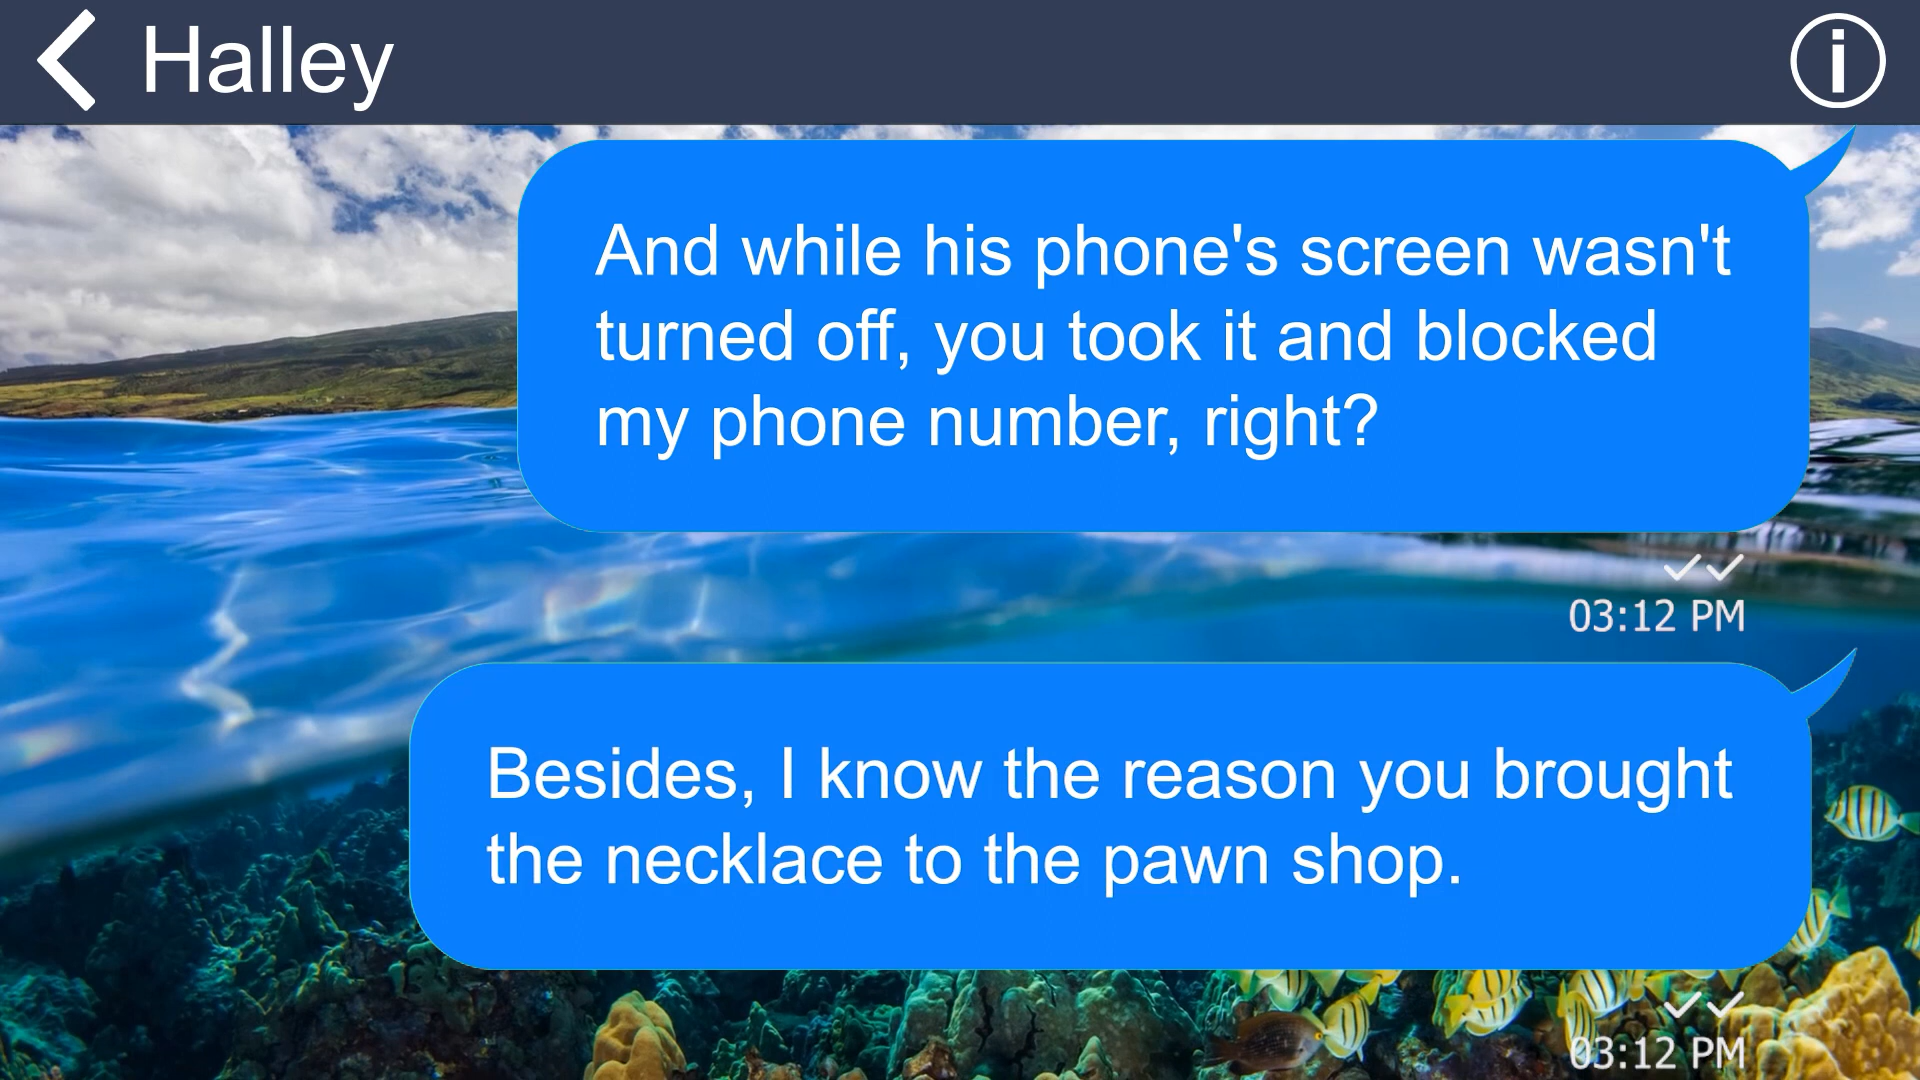 Halley
And while his phone's screen wasn't
turned off, you took it and blocked
my phone number, right?
03:12 PM
Besides, I know the reason you brought
the necklace to the pawn shop.
03:12 PM